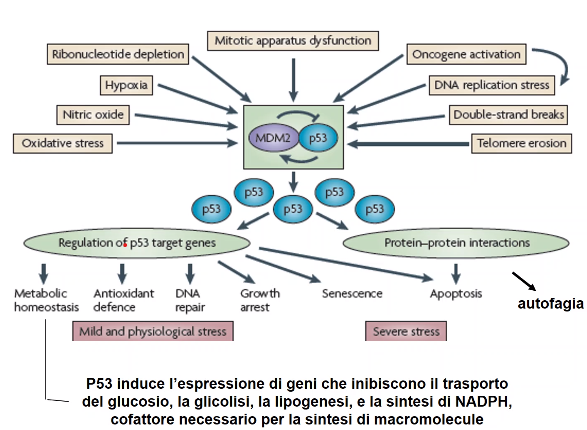 Mitotic apparatus dysfunction
Ribonucleotide depletion
Oncogene activation
Hypoxia
DNA replication stress
Nitric oxide
Double-strand breaks
Oxidative stress
MDM2
p53
Telomere erosion
p53
p53
p53
p53
p53
Regulation of p53 target genes
Protein–protein interactions
Metabolic
homeostasis
Antioxidant
defence
DNA
repair
Growth
arrest
Senescence
Apoptosis
autofagia
Mild and physiological stress
Severe stress
P53 induce l'espressione di geni che inibiscono il trasporto
del glucosio, la glicolisi, la lipogenesi, e la sintesi di NADPH,
cofattore necessario per la sintesi di macromolecule